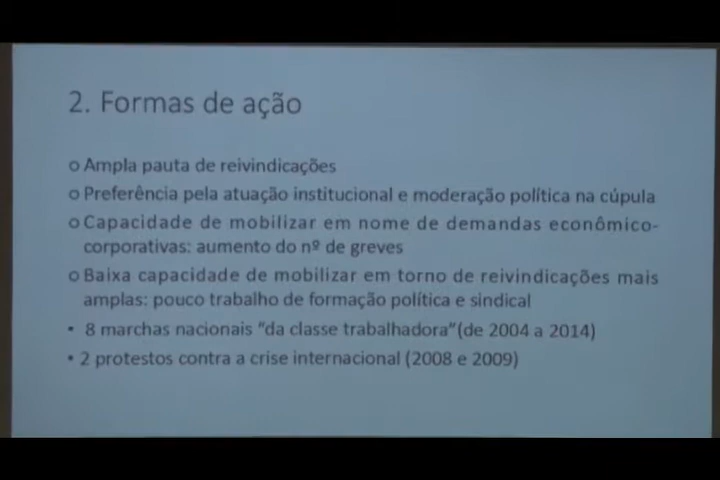 2. Formas de ação
o Ampla pauta de reivindicações
o Preferência pela atuação institucional e moderação política na cúpula
o Capacidade de mobilizar em nome de demandas econômico-
corporativas: aumento do nº de greves
o Baixa capacidade de mobilizar em torno de reivindicações mais
amplas: pouco trabalho de formação política e sindical
• 8 marchas nacionais "da classe trabalhadora"(de 2004 a 2014)
• 2 protestos contra a crise internacional (2008 e 2009)